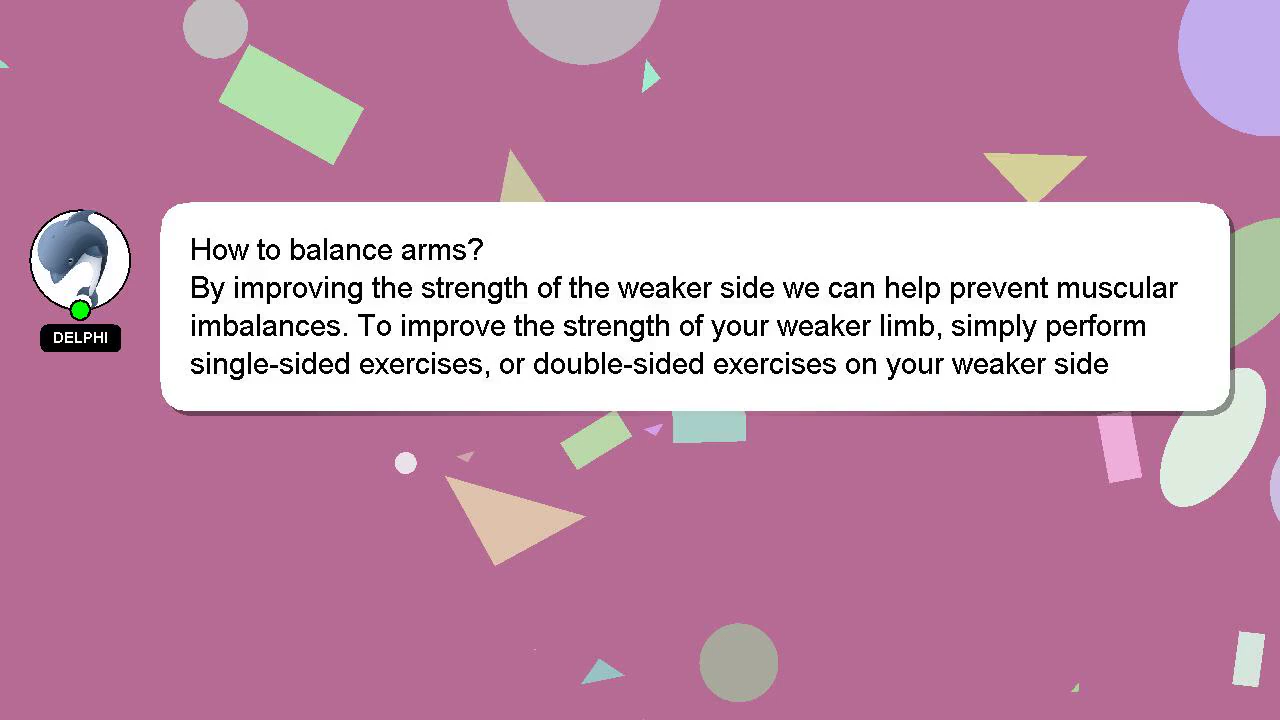 How to balance arms?
By improving the strength of the weaker side we can help prevent muscular
imbalances. To improve the strength of your weaker limb, simply perform
single-sided exercises, or double-sided exercises on your weaker side
DELPHI